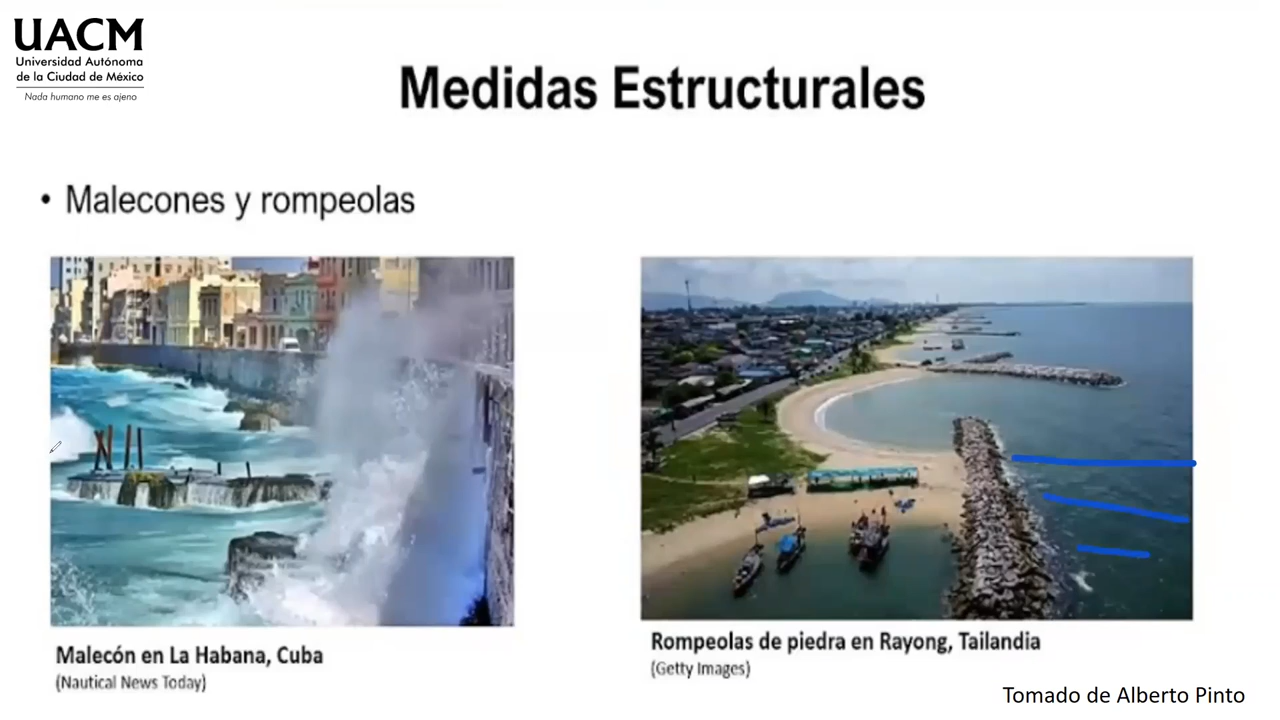 UACM
Universidad Autónoma
de la Ciudad de México
Nada humano me es ajeno
Medidas Estructurales
• Malecones y rompeolas
Malecón en La Habana, Cuba
(Nautical News Today)
Rompeolas de piedra en Rayong, Tailandia
(Getty Images)
Tomado de Alberto Pinto